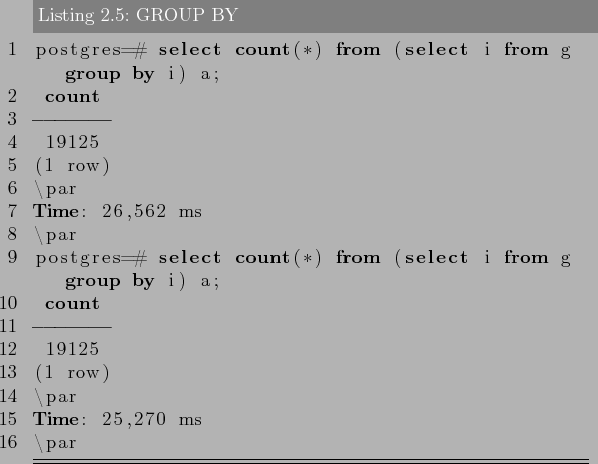 Listing 2.5: GROUP BY
1 postgres=# select count(*) from (select i from g
group by i) a;
2 count
3 -------
4 19125
5 (1 row)
6 \par
7 Time: 26,562 ms
8 \par
9 postgres=# select count(*) from (select i from g
group by i) a;
10 count
11 -------
12 19125
13 (1 row)
14 \par
15 Time: 25,270 ms
16 \par